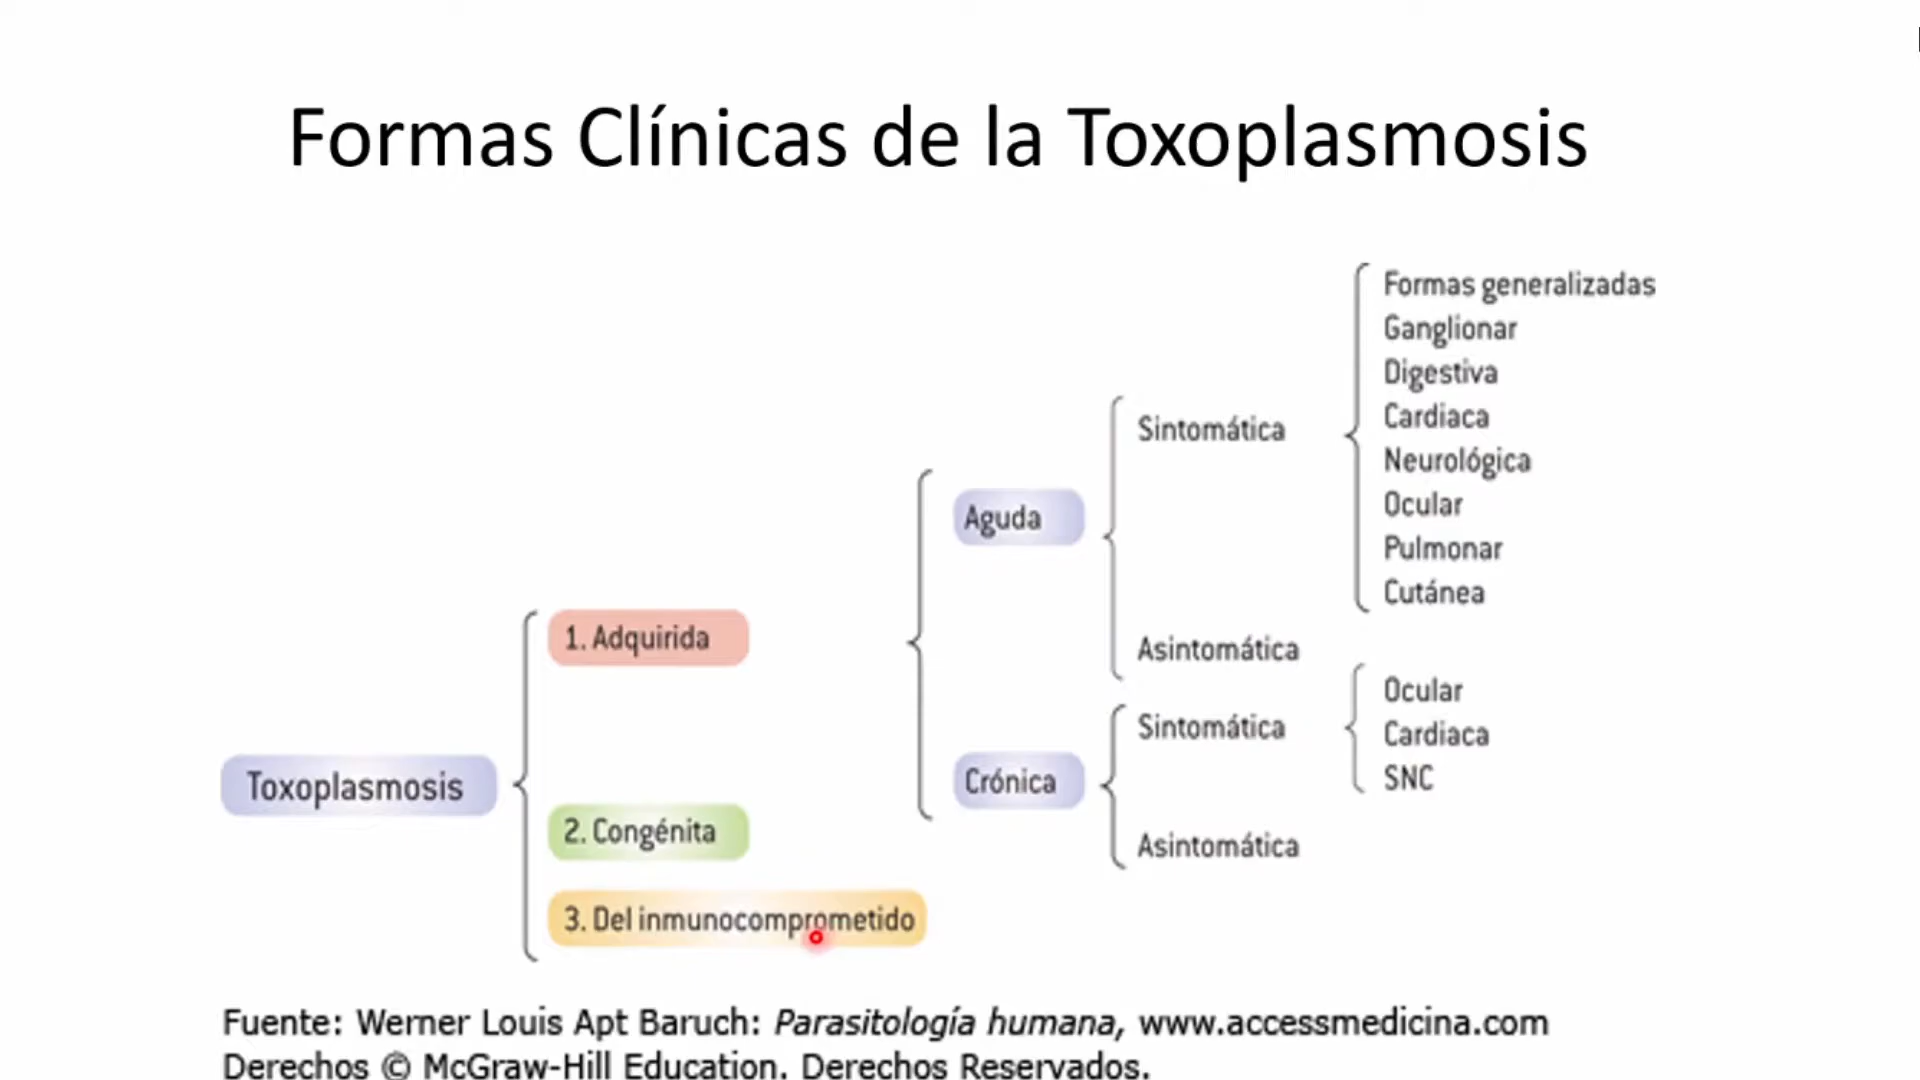 Formas Clínicas de la Toxoplasmosis
Toxoplasmosis
1. Adquirida
Aguda
Sintomática
Formas generalizadas
Ganglionar
Digestiva
Cardiaca
Neurológica
Ocular
Pulmonar
Cutánea
Asintomática
Crónica
Sintomática
Ocular
Cardiaca
SNC
Asintomática
2. Congénita
3. Del inmunocomprometido
Fuente: Werner Louis Apt Baruch: Parasitología humana, www.accessmedicina.com
Derechos © McGraw-Hill Education. Derechos Reservados.